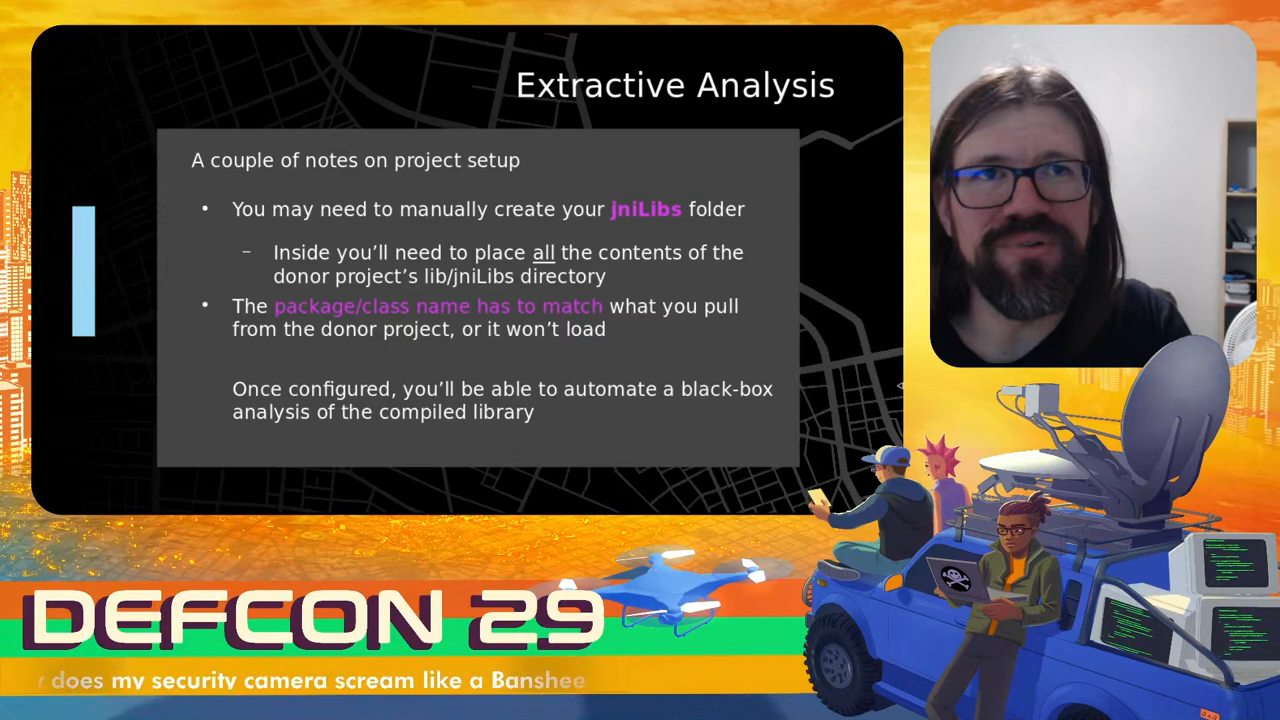 Extractive Analysis
A couple of notes on project setup
• You may need to manually create your jniLibs folder
– Inside you’ll need to place all the contents of the
donor project’s lib/jniLibs directory
• The package/class name has to match what you pull
from the donor project, or it won’t load
Once configured, you’ll be able to automate a black-box
analysis of the compiled library
DEFCON 29
r does my security camera scream like a Banshee